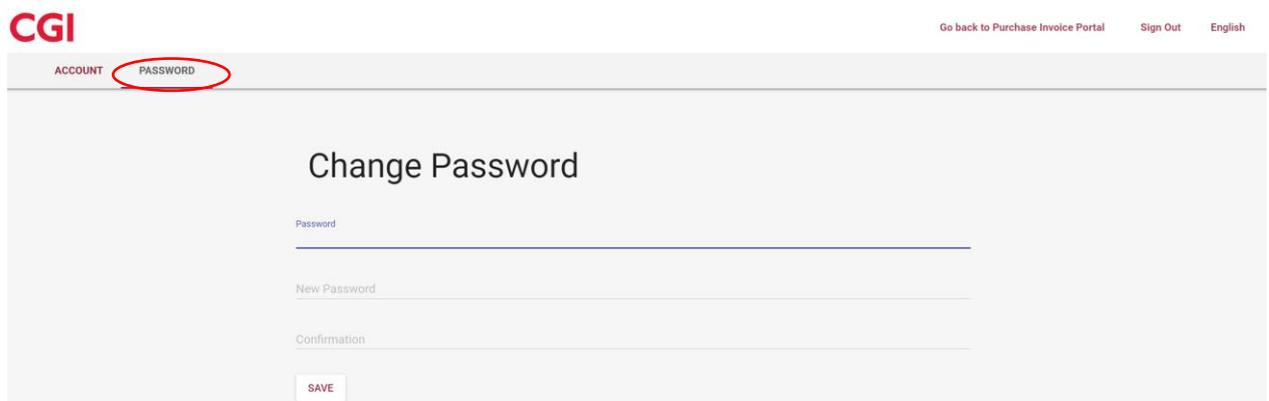 CGI
Go back to Purchase Invoice Portal Sign Out English
ACCOUNT PASSWORD
Change Password
Password
New Password
Confirmation
SAVE